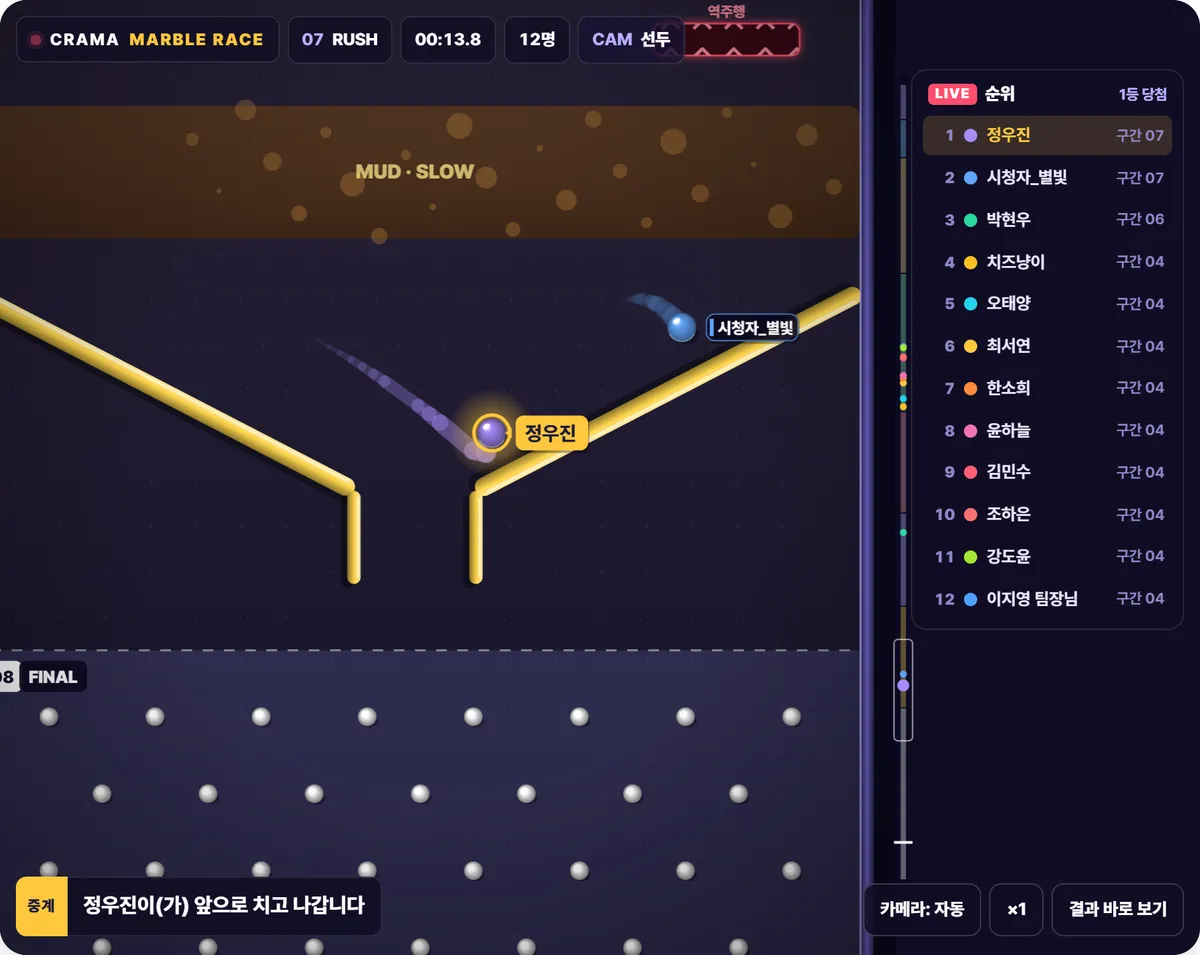 역주행
CRAMA MARBLE RACE
07 RUSH
00:13.8
12명
CAM 선두
MUD · SLOW
시청자_별빛
정우진
08 FINAL
중계 정우진이(가) 앞으로 치고 나갑니다
LIVE 순위 1등 당첨
1 정우진 구간 07
2 시청자_별빛 구간 07
3 박현우 구간 06
4 치즈냥이 구간 04
5 오태양 구간 04
6 최서연 구간 04
7 한소희 구간 04
8 윤하늘 구간 04
9 김민수 구간 04
10 조하은 구간 04
11 강도윤 구간 04
12 이지영 팀장님 구간 04
카메라: 자동
×1
결과 바로 보기